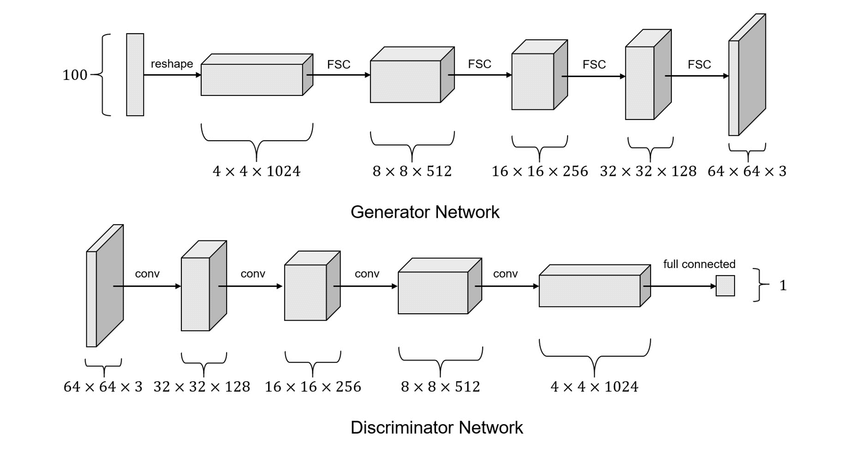 100
reshape
FSC
FSC
FSC
FSC
4 × 4 × 1024
8 × 8 × 512
16 × 16 × 256
32 × 32 × 128
64 × 64 × 3
Generator Network
conv
conv
conv
conv
full connected
1
64 × 64 × 3
32 × 32 × 128
16 × 16 × 256
8 × 8 × 512
4 × 4 × 1024
Discriminator Network